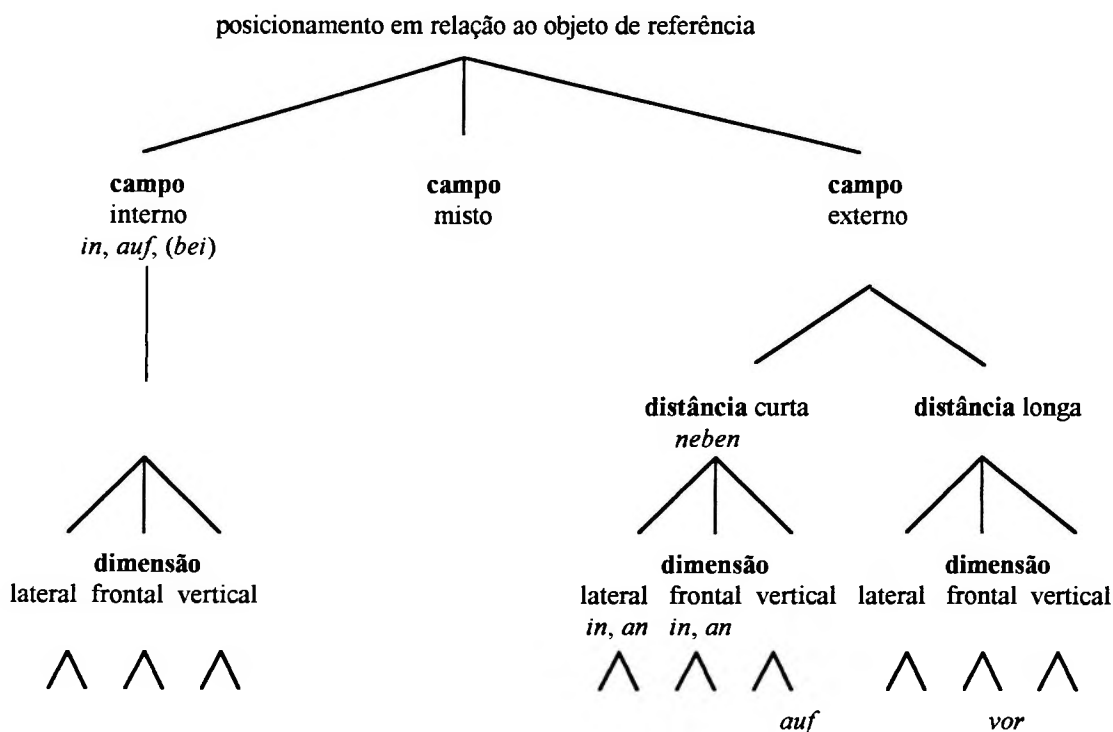 posicionamento em relação ao objeto de referência
campo campo campo
interno misto externo
in, auf, (bei)
distância curta distância longa
neben
dimensão dimensão dimensão
lateral frontal vertical lateral frontal vertical lateral frontal vertical
in, an in, an
auf vor